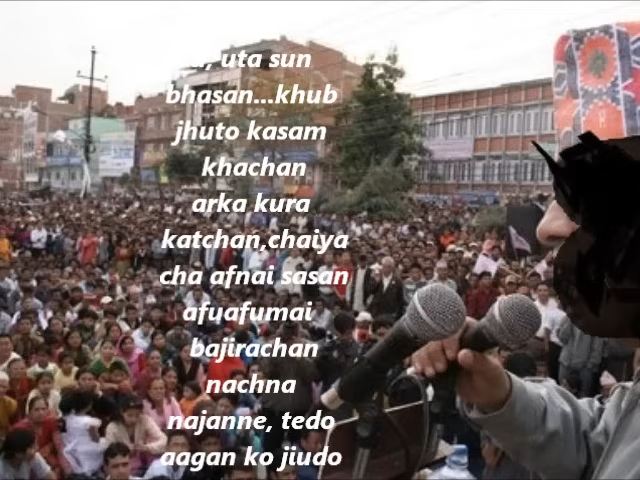 uta sun
bhasan...khub
jhuto kasam
khachan
arka kura
katchan,chaiya
cha afnai sasan
afuafumai
bajirachan
nachna
najanne, tedo
aagan ko jiudo